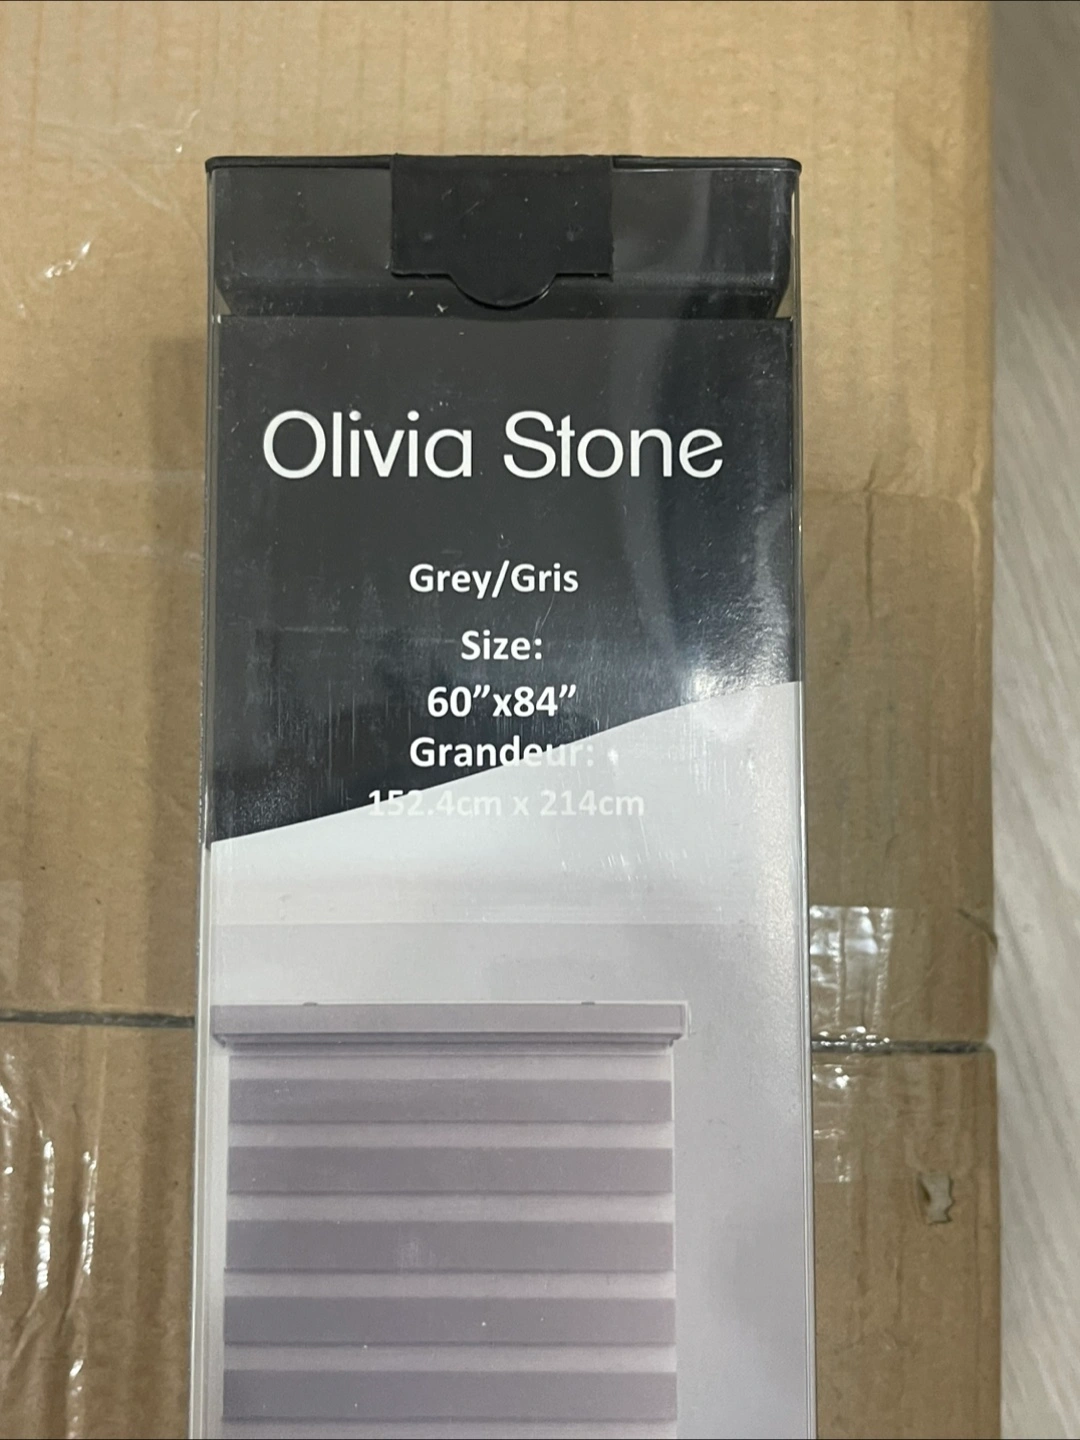 Olivia Stone
Grey/Gris
Size:
60”x84”
Grandeur:
152.4cm x 214cm